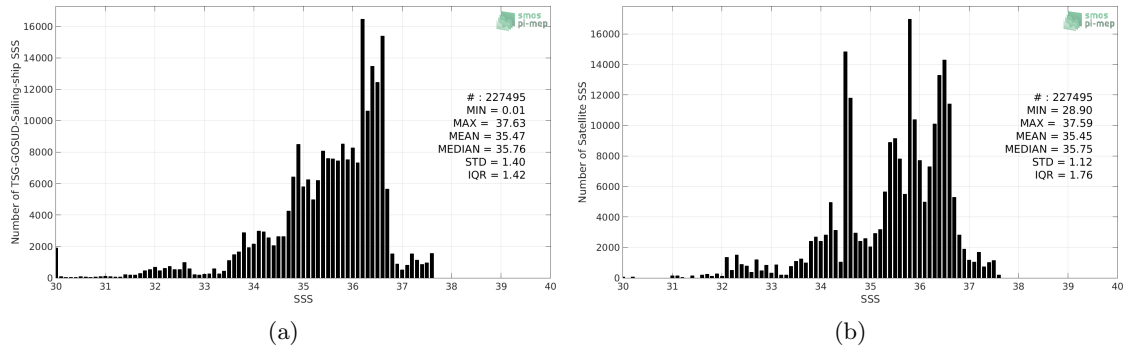 16000
14000
12000
10000
8000
6000
4000
2000
0
30 31 32 33 34 35 36 37 38 39 40
SSS
Number of TSG-GOSUD-Sailing-ship SSS
smos
pi-mep
# : 227495
MIN = 0.01
MAX = 37.63
MEAN = 35.47
MEDIAN = 35.76
STD = 1.40
IQR = 1.42
(a)
16000
14000
12000
10000
8000
6000
4000
2000
0
30 31 32 33 34 35 36 37 38 39 40
SSS
Number of Satellite SSS
smos
pi-mep
# : 227495
MIN = 28.90
MAX = 37.59
MEAN = 35.45
MEDIAN = 35.75
STD = 1.12
IQR = 1.76
(b)